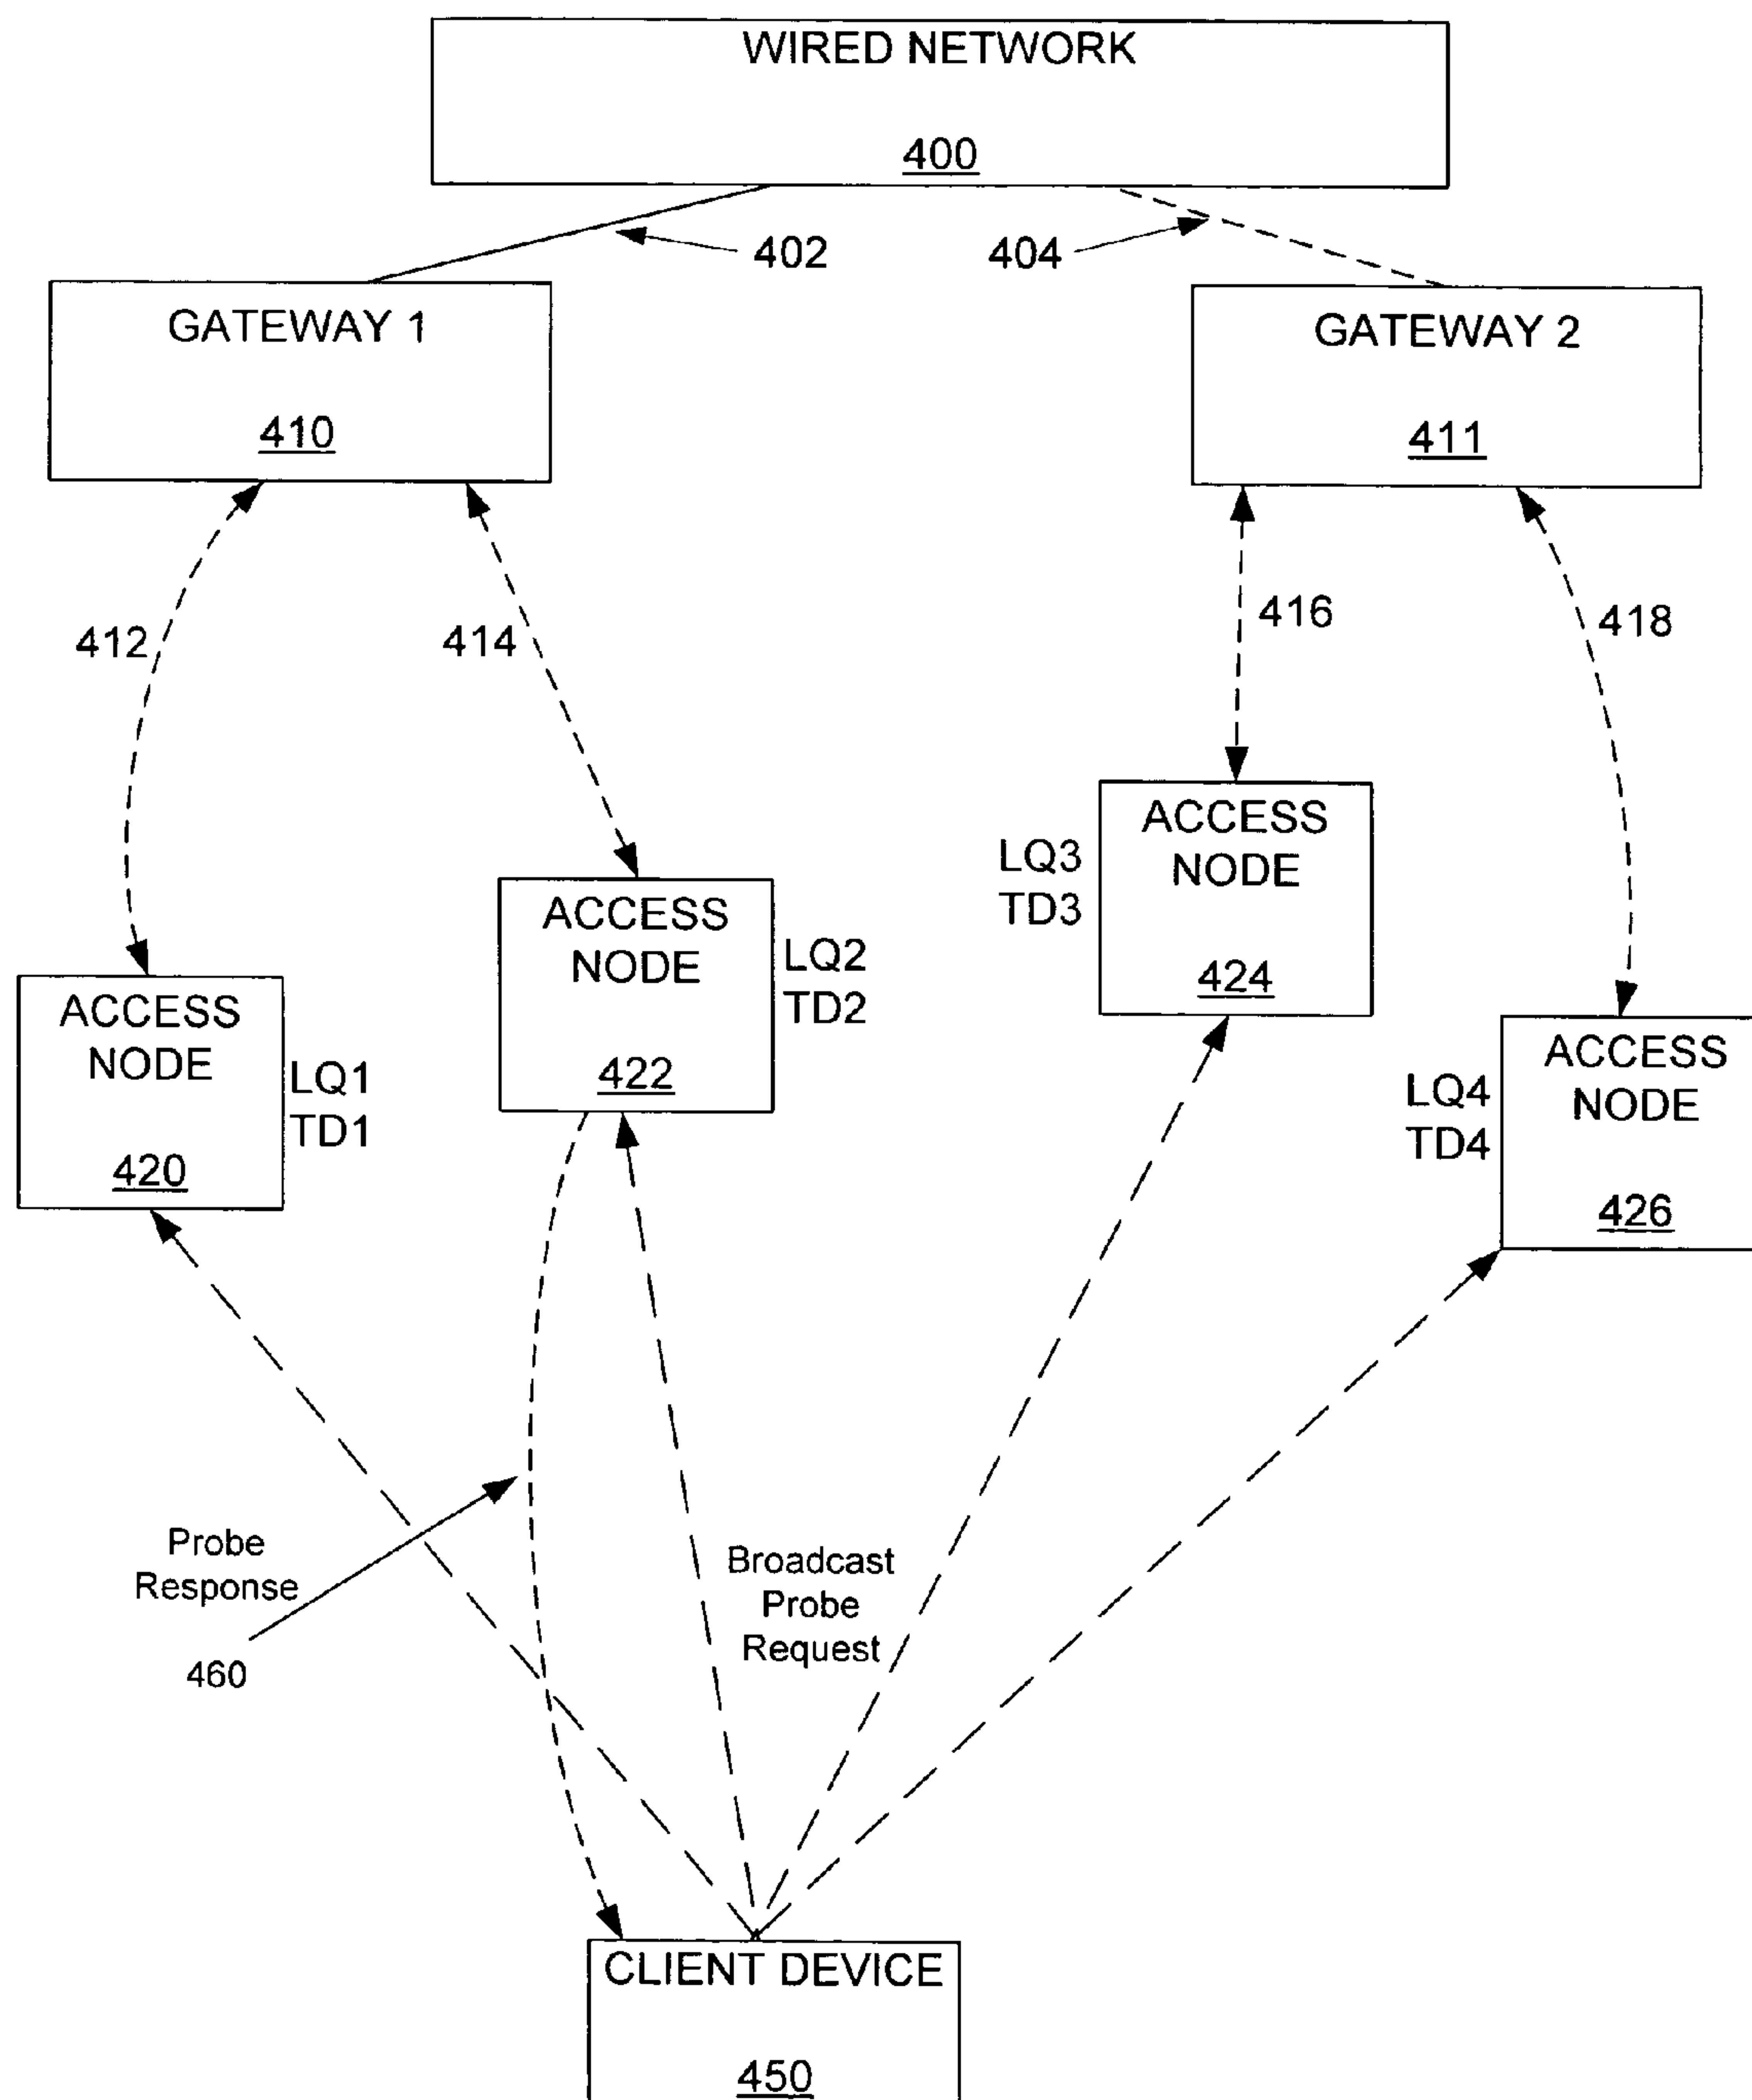 WIRED NETWORK
400
402
404
GATEWAY 1
410
GATEWAY 2
411
412
414
416
418
ACCESS
NODE
424
LQ3
TD3
ACCESS
NODE
422
LQ2
TD2
ACCESS
NODE
420
LQ1
TD1
ACCESS
NODE
426
LQ4
TD4
Probe
Response
460
Broadcast
Probe
Request
CLIENT DEVICE
450